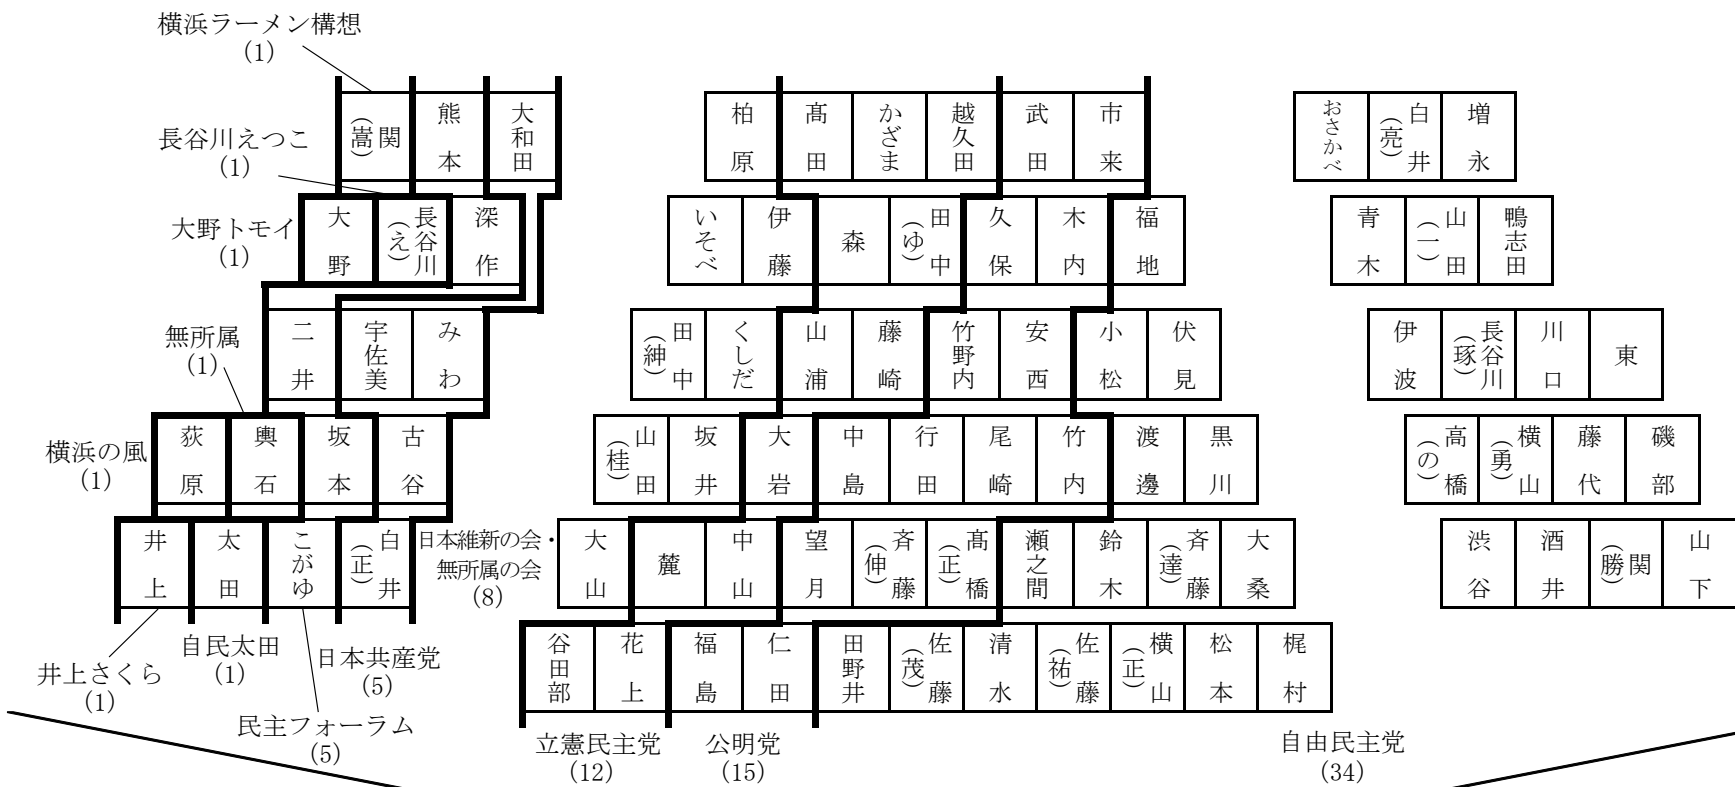 横浜ラーメン構想
(1)
関(嵩) 熊本 大和田 柏原 髙田 かざま 越久田 武田 市来 おさかべ 白井(亮) 増永
長谷川えつこ
(1)
大野トモイ
(1)
大野 長谷川(え) 深作 いそべ 伊藤 森 田中(ゆ) 久保 木内 福地 青木 山田(一) 鴨志田
無所属
(1)
二井 宇佐美 みわ 田中(紳) くしだ 山浦 藤崎 竹野内 安西 小松 伏見 伊波 長谷川(琢) 川口 東
横浜の風
(1)
荻原 輿石 坂本 古谷 山田(桂) 坂井 大岩 中島 行田 尾崎 竹内 渡邊 黒川 高橋(の) 横山(勇) 藤代 磯部
井上 太田 こがゆ 白井(正) 大山 麓 中山 望月 斉藤(伸) 髙橋(正) 瀬之間 鈴木 斉藤(達) 大桑 渋谷 酒井 関(勝) 山下
日本維新の会・
無所属の会
(8)
谷田部 花上 福島 仁田 田野井 佐藤(茂) 清水 佐藤(祐) 横山(正) 松本 梶村
井上さくら
(1)
自民太田
(1)
日本共産党
(5)
民主フォーラム
(5)
立憲民主党
(12)
公明党
(15)
自由民主党
(34)